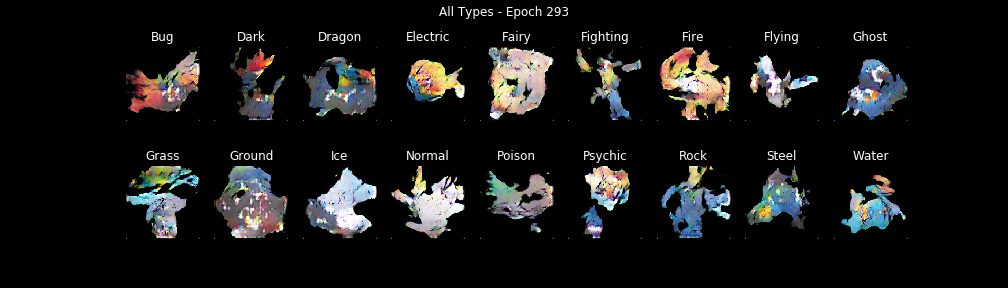 All Types - Epoch 293
Bug Dark Dragon Electric Fairy Fighting Fire Flying Ghost
Grass Ground Ice Normal Poison Psychic Rock Steel Water